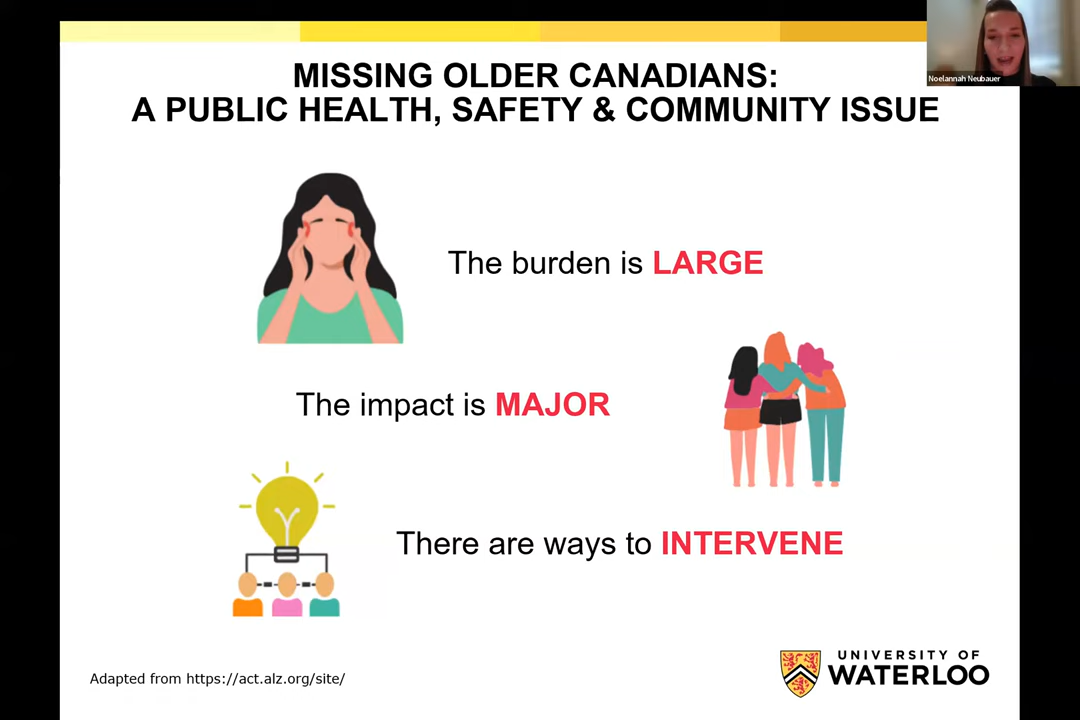 Noelannah Neubauer
MISSING OLDER CANADIANS:
A PUBLIC HEALTH, SAFETY & COMMUNITY ISSUE
The burden is LARGE
The impact is MAJOR
There are ways to INTERVENE
Adapted from https://act.alz.org/site/
UNIVERSITY OF
WATERLOO